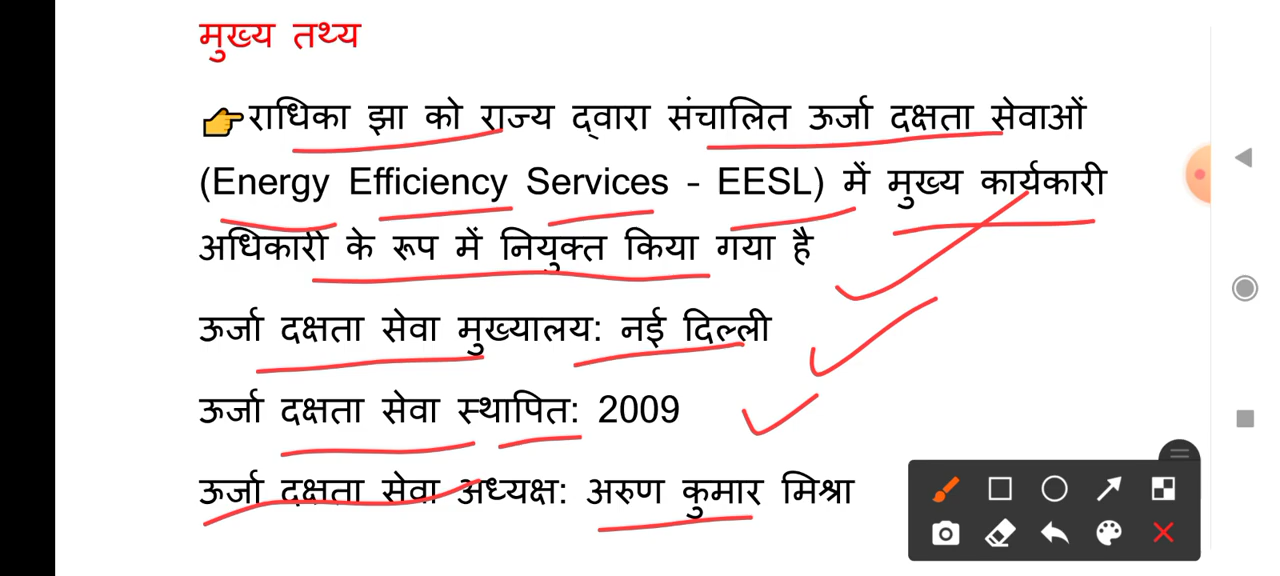 मुख्य तथ्य
👉राधिका झा को राज्य द्वारा संचालित ऊर्जा दक्षता सेवाओं
(Energy Efficiency Services - EESL) में मुख्य कार्यकारी
अधिकारी के रूप में नियुक्त किया गया है
ऊर्जा दक्षता सेवा मुख्यालय: नई दिल्ली
ऊर्जा दक्षता सेवा स्थापित: 2009
ऊर्जा दक्षता सेवा अध्यक्ष: अरुण कुमार मिश्रा